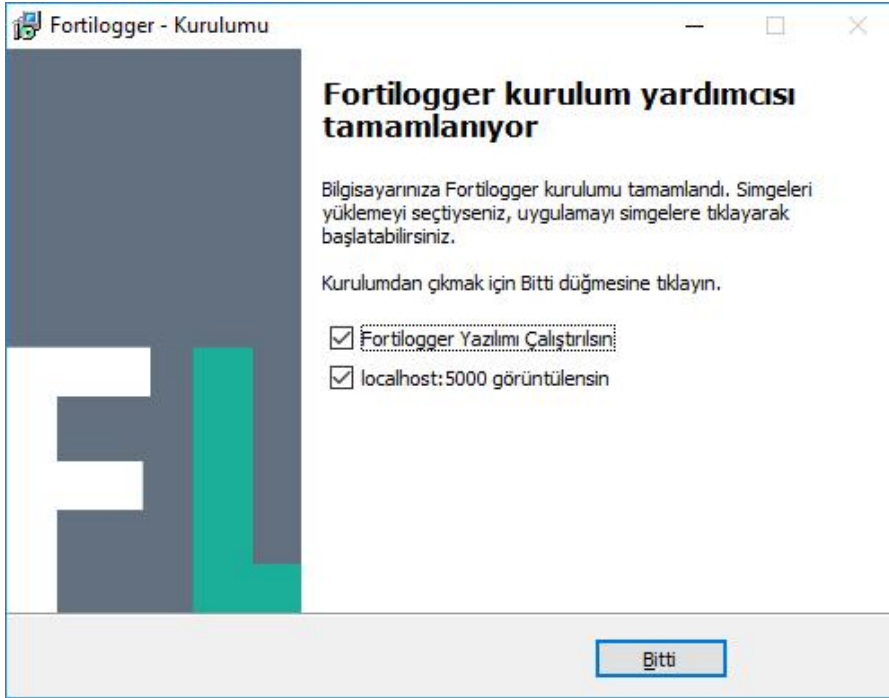 Fortilogger - Kurulumu
Fortilogger kurulum yardımcısı
tamamlanıyor
Bilgisayarınıza Fortilogger kurulumu tamamlandı. Simgeleri
yüklemeyi seçtiyseniz, uygulamayı simgelere tıklayarak
başlatabilirsiniz.
Kurulumdan çıkmak için Bitti düğmesine tıklayın.
Fortilogger Yazılımı Çalıştırılsın
localhost:5000 görüntülensin
FL
Bitti